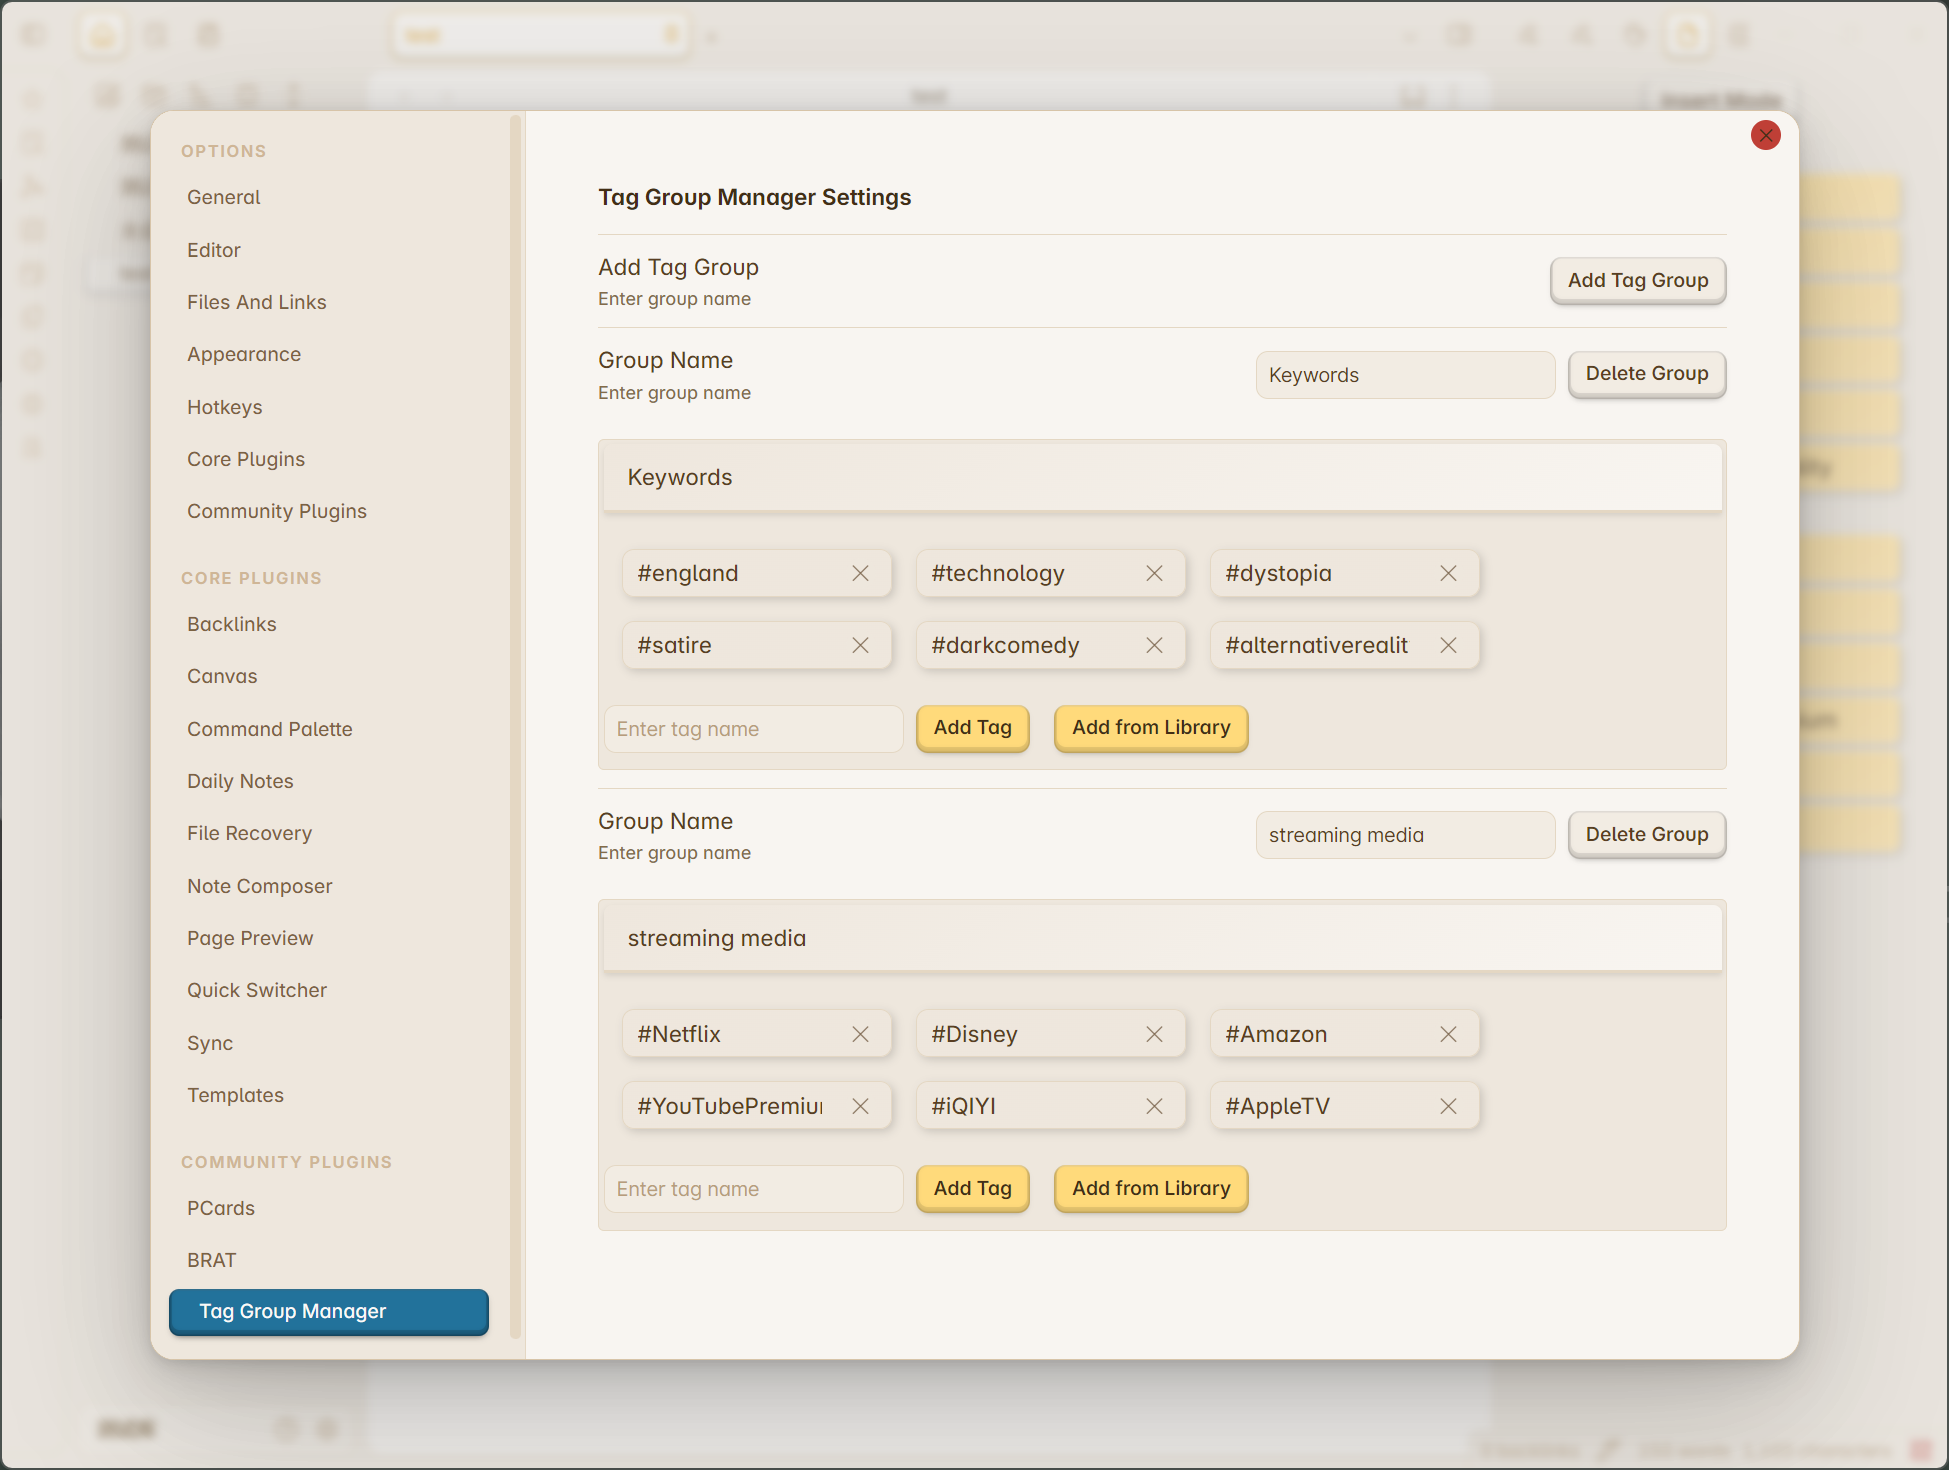 Insert Mode
OPTIONS
General
Editor
Files And Links
Appearance
Hotkeys
Core Plugins
Community Plugins
CORE PLUGINS
Backlinks
Canvas
Command Palette
Daily Notes
File Recovery
Note Composer
Page Preview
Quick Switcher
Sync
Templates
COMMUNITY PLUGINS
PCards
BRAT
Tag Group Manager
Tag Group Manager Settings
Add Tag Group
Enter group name
Add Tag Group
Group Name
Enter group name
Keywords
Delete Group
Keywords
#england
#technology
#dystopia
#satire
#darkcomedy
#alternativerealit
Enter tag name
Add Tag
Add from Library
Group Name
Enter group name
streaming media
Delete Group
streaming media
#Netflix
#Disney
#Amazon
#YouTubePremiu
#iQIYI
#AppleTV
Enter tag name
Add Tag
Add from Library